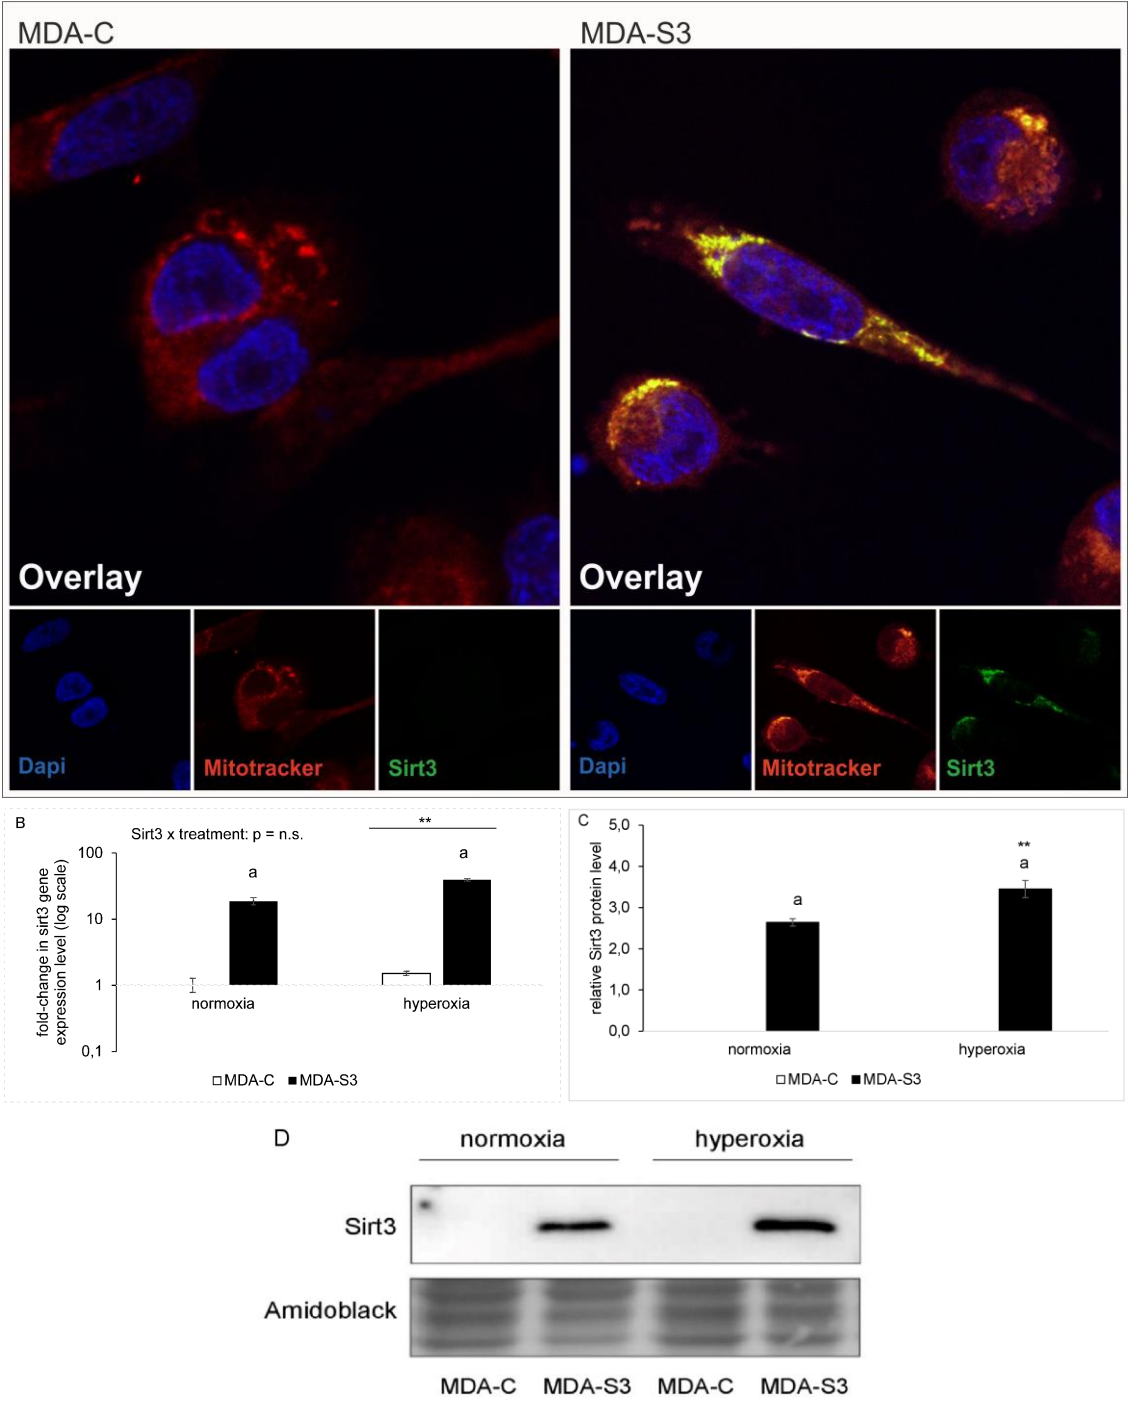 MDA-C
MDA-S3
Overlay
Overlay
Dapi
Mitotracker
Sirt3
Dapi
Mitotracker
Sirt3
B
Sirt3 x treatment: p = n.s.
**
fold-change in sirt3 gene
expression level (log scale)
100
10
1
0,1
a
a
normoxia
hyperoxia
MDA-C
MDA-S3
C
relative Sirt3 protein level
5,0
4,0
3,0
2,0
1,0
0,0
a
**
a
normoxia
hyperoxia
MDA-C
MDA-S3
D
normoxia
hyperoxia
Sirt3
Amidoblack
MDA-C
MDA-S3
MDA-C
MDA-S3